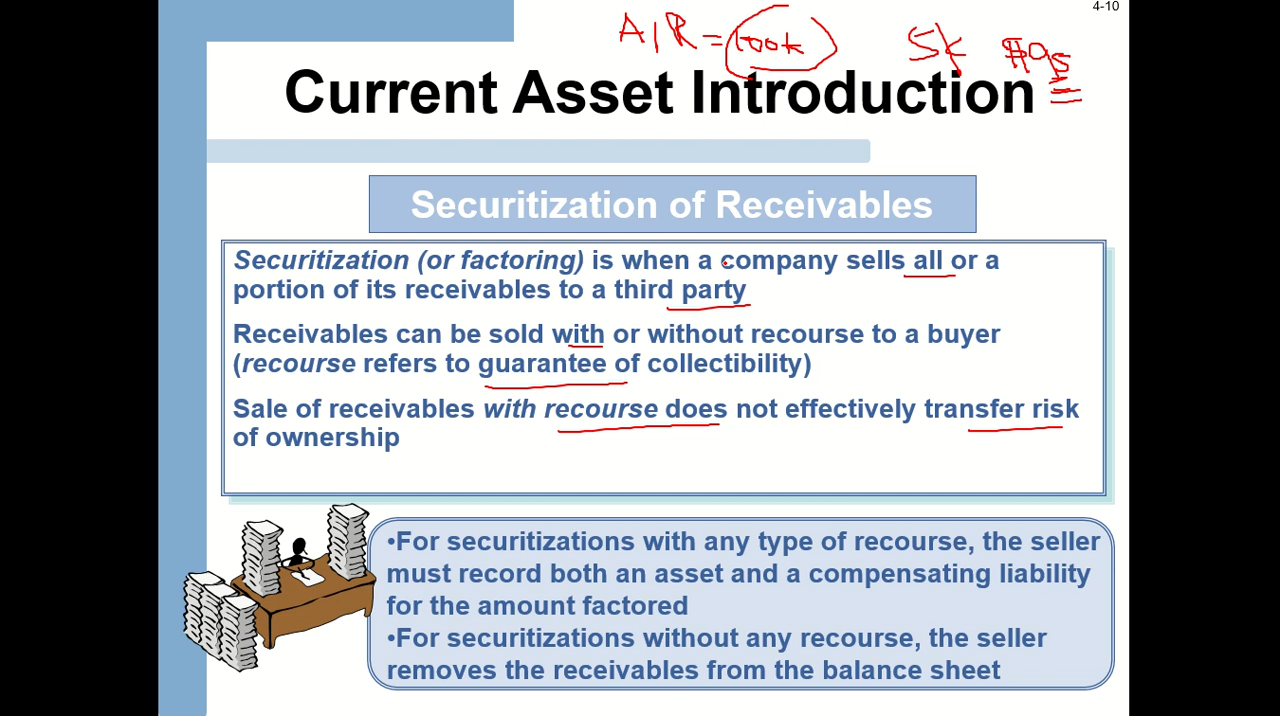 4-10
A/R = 100k 5k $95
Current Asset Introduction
Securitization of Receivables
Securitization (or factoring) is when a company sells all or a
portion of its receivables to a third party
Receivables can be sold with or without recourse to a buyer
(recourse refers to guarantee of collectibility)
Sale of receivables with recourse does not effectively transfer risk
of ownership
•For securitizations with any type of recourse, the seller
must record both an asset and a compensating liability
for the amount factored
•For securitizations without any recourse, the seller
removes the receivables from the balance sheet